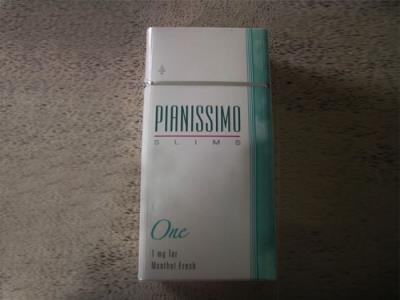 PIANISSIMO
SLIMS
One
1 mg Tar
Menthol Fresh